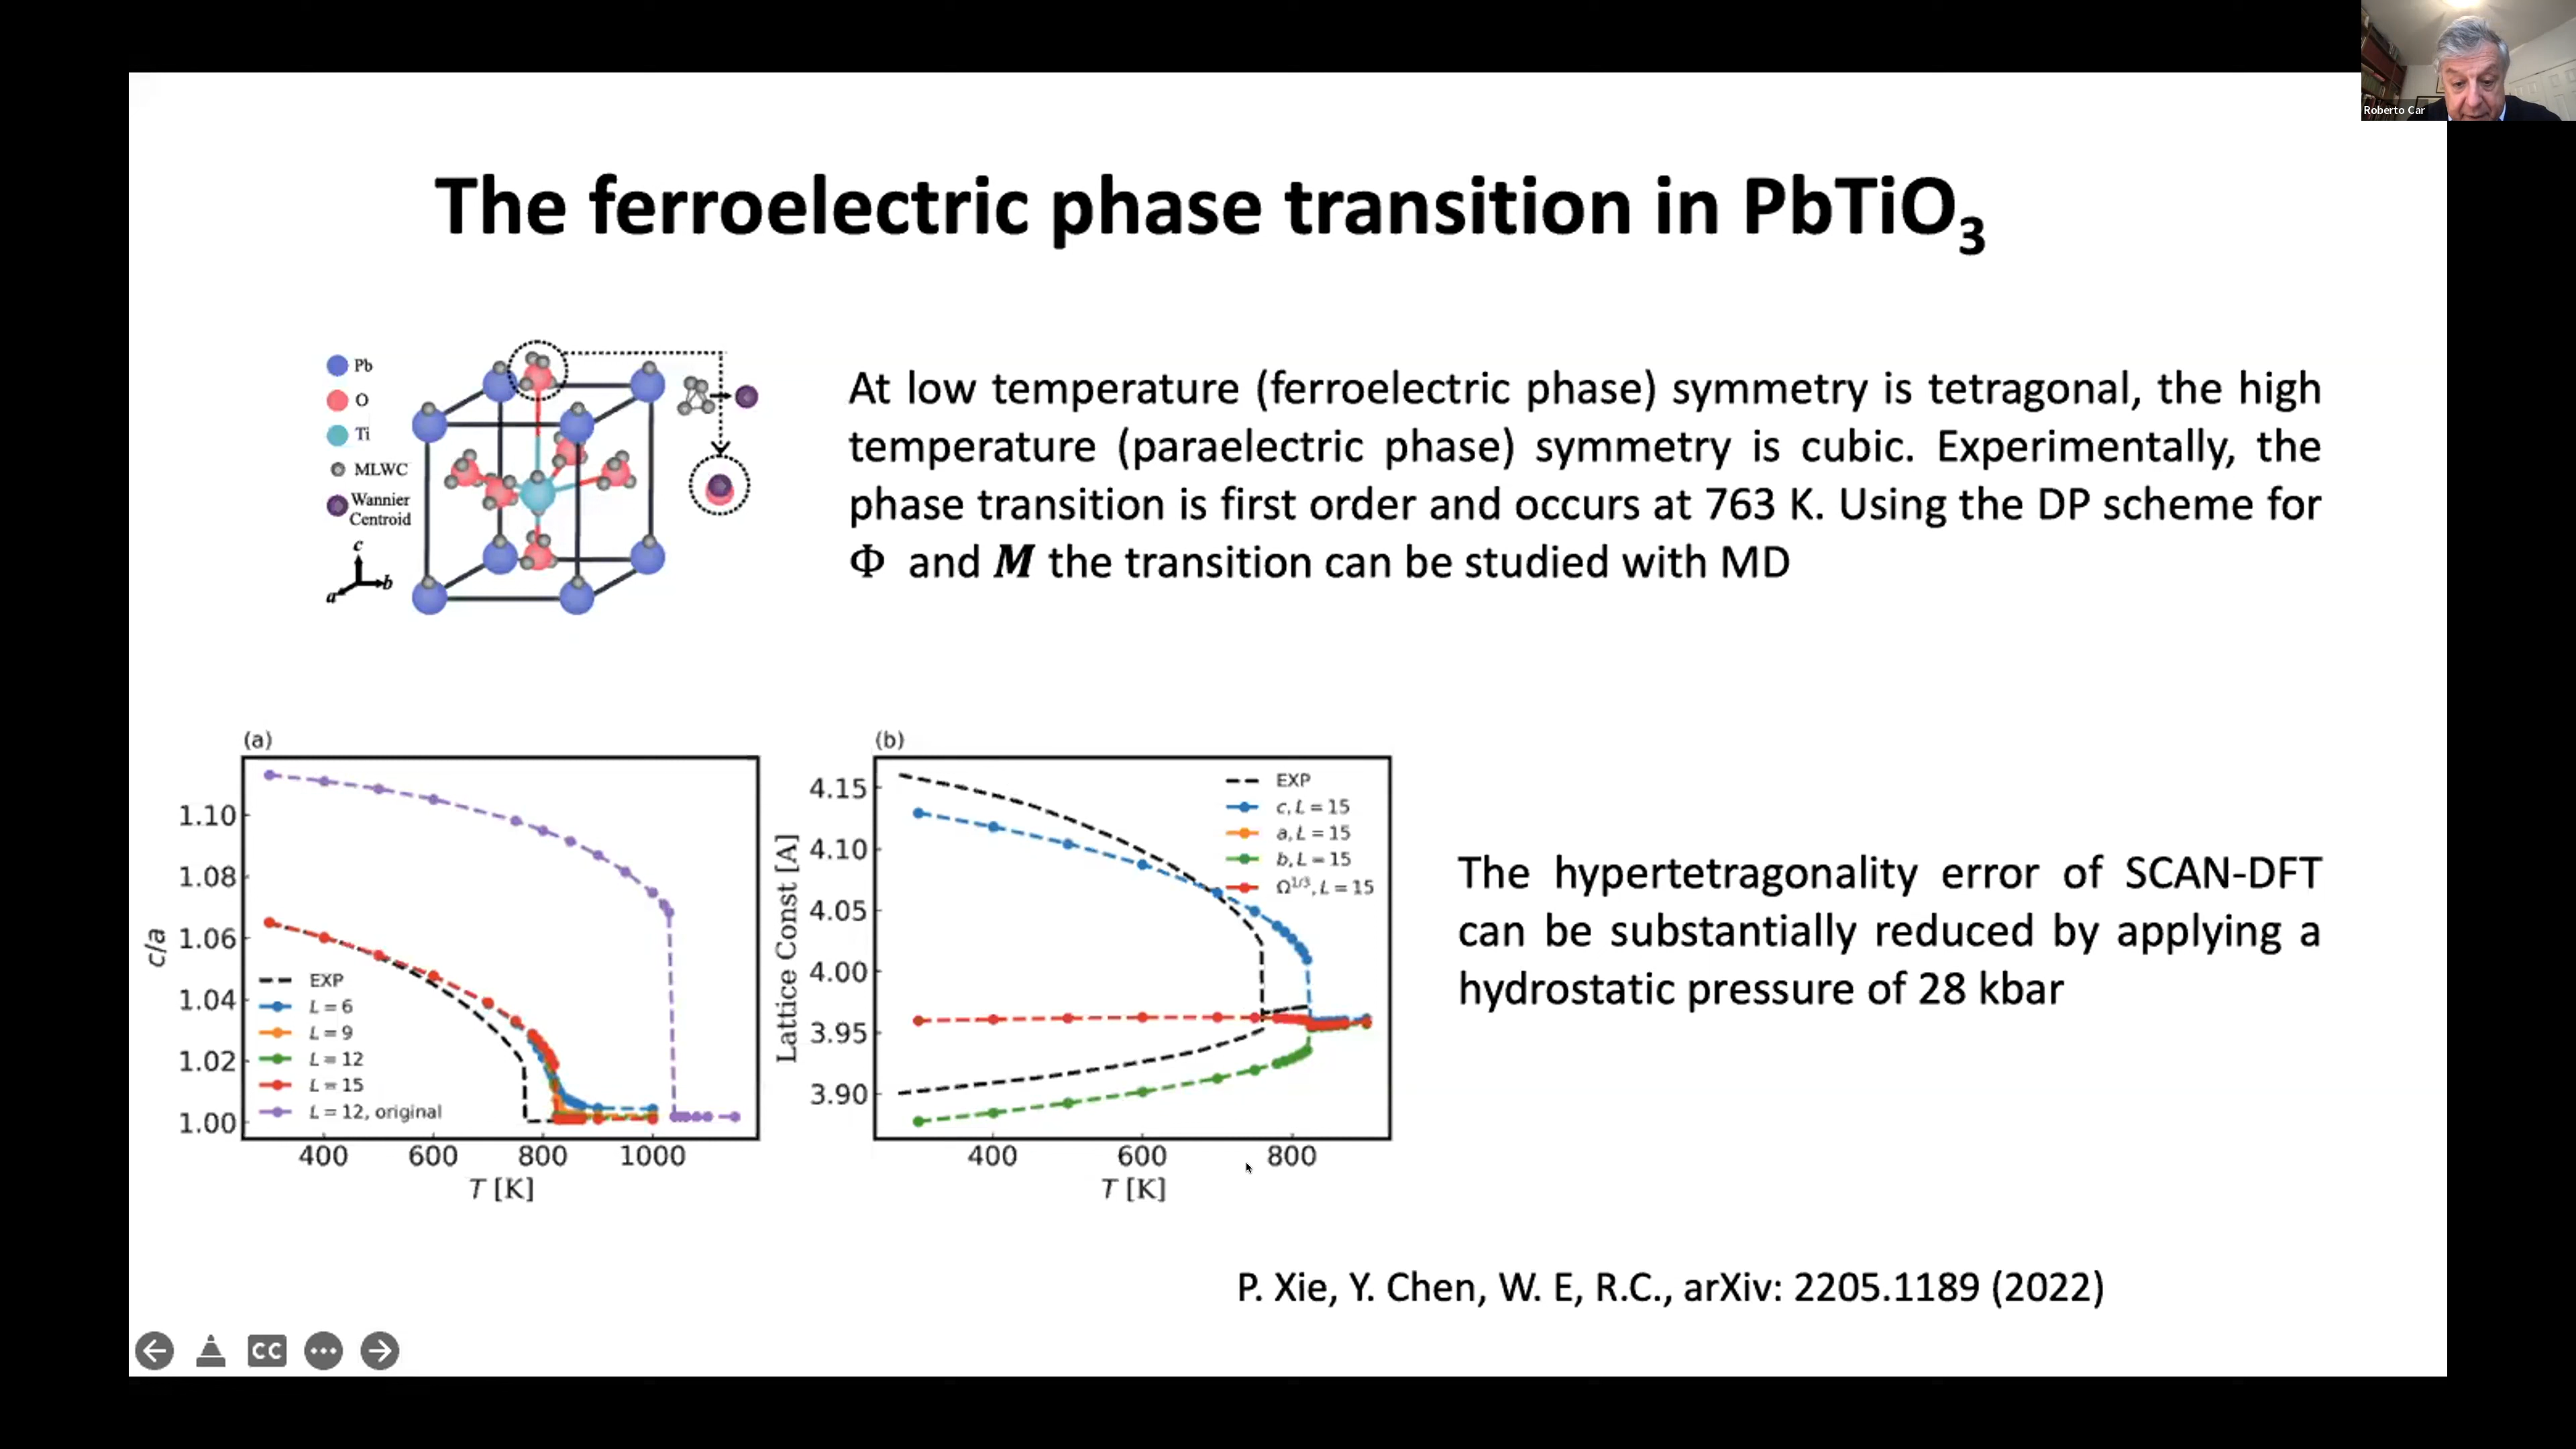 Roberto Car
The ferroelectric phase transition in PbTiO3
Pb
O
Ti
MLWC
Wannier
Centroid
c
b
a
At low temperature (ferroelectric phase) symmetry is tetragonal, the high
temperature (paraelectric phase) symmetry is cubic. Experimentally, the
phase transition is first order and occurs at 763 K. Using the DP scheme for
Φ and M the transition can be studied with MD
(a)
1.10
1.08
1.06
1.04
1.02
1.00
c/a
EXP
L = 6
L = 9
L = 12
L = 15
L = 12, original
400 600 800 1000
T [K]
(b)
4.15
4.10
4.05
4.00
3.95
3.90
Lattice Const [A]
EXP
c, L = 15
a, L = 15
b, L = 15
Ω1/3, L = 15
400 600 800
T [K]
The hypertetragonality error of SCAN-DFT
can be substantially reduced by applying a
hydrostatic pressure of 28 kbar
P. Xie, Y. Chen, W. E, R.C., arXiv: 2205.1189 (2022)
CC